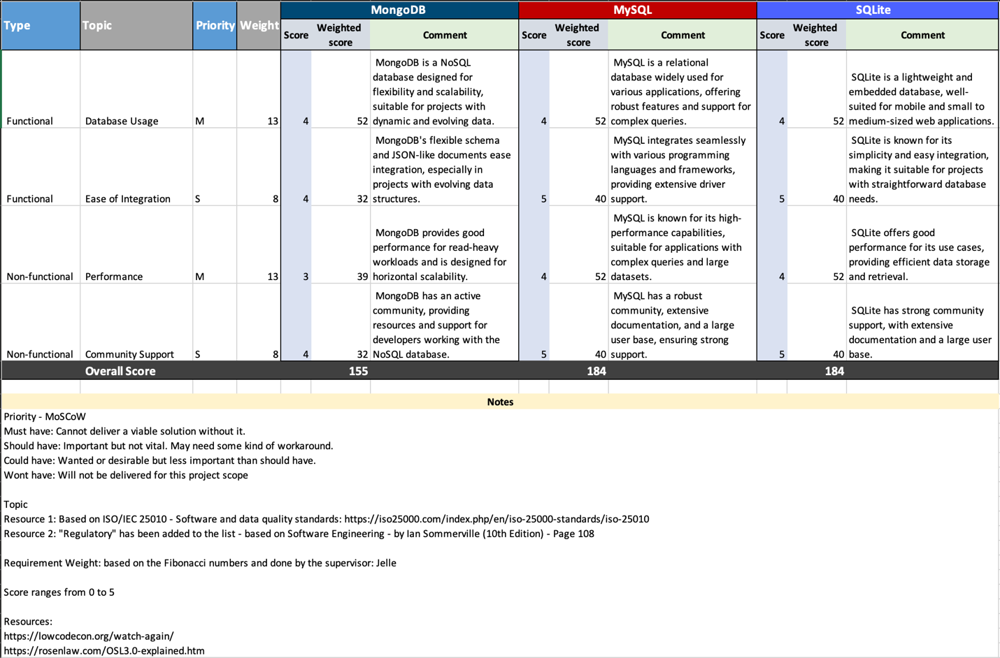 MongoDB MySQL SQLite
Type Topic Priority Weight
Score Weighted score Comment Score Weighted score Comment Score Weighted score Comment
Functional Database Usage M 13
4 52
MongoDB is a NoSQL
database designed for
flexibility and scalability,
suitable for projects with
dynamic and evolving data.
4 52
MySQL is a relational
database widely used for
various applications, offering
robust features and support for
complex queries.
4 52
SQLite is a lightweight and
embedded database, well-
suited for mobile and small to
medium-sized web applications.
Functional Ease of Integration S 8
4 32
MongoDB's flexible schema
and JSON-like documents ease
integration, especially in
projects with evolving data
structures.
5 40
MySQL integrates seamlessly
with various programming
languages and frameworks,
providing extensive driver
support.
5 40
SQLite is known for its
simplicity and easy integration,
making it suitable for projects
with straightforward database
needs.
Non-functional Performance M 13
3 39
MongoDB provides good
performance for read-heavy
workloads and is designed for
horizontal scalability.
4 52
MySQL is known for its high-
performance capabilities,
suitable for applications with
complex queries and large
datasets.
4 52
SQLite offers good
performance for its use cases,
providing efficient data storage
and retrieval.
Non-functional Community Support S 8
4 32
MongoDB has an active
community, providing
resources and support for
developers working with the
NoSQL database.
5 40
MySQL has a robust
community, extensive
documentation, and a large
user base, ensuring strong
support.
5 40
SQLite has strong community
support, with extensive
documentation and a large user
base.
Overall Score 155 184 184
Notes
Priority - MoSCoW
Must have: Cannot deliver a viable solution without it.
Should have: Important but not vital. May need some kind of workaround.
Could have: Wanted or desirable but less important than should have.
Wont have: Will not be delivered for this project scope
Topic
Resource 1: Based on ISO/IEC 25010 - Software and data quality standards: https://iso25000.com/index.php/en/iso-25000-standards/iso-25010
Resource 2: "Regulatory" has been added to the list - based on Software Engineering - by Ian Sommerville (10th Edition) - Page 108
Requirement Weight: based on the Fibonacci numbers and done by the supervisor: Jelle
Score ranges from 0 to 5
Resources:
https://lowcodecon.org/watch-again/
https://rosenlaw.com/OSL3.0-explained.htm